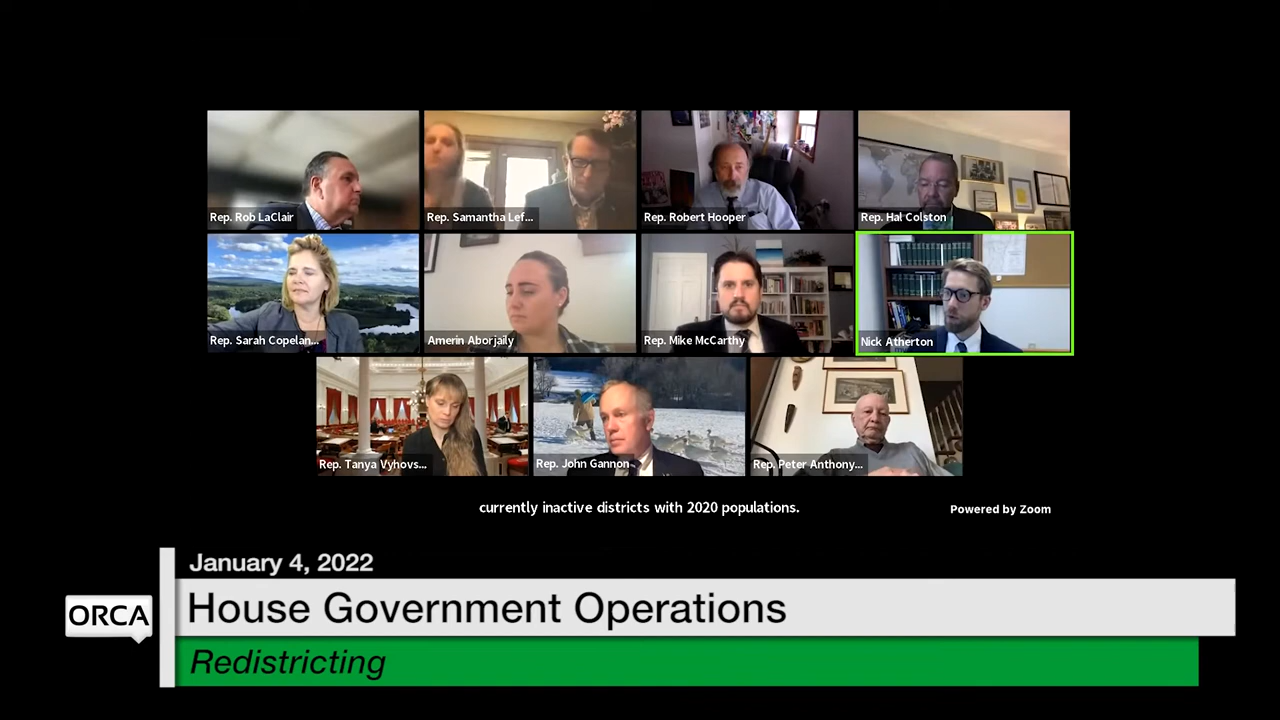 Rep. Rob LaClair
Rep. Samantha Lef...
Rep. Robert Hooper
Rep. Hal Colston
Rep. Sarah Copelan...
Amerin Aborjaily
Rep. Mike McCarthy
Nick Atherton
Rep. Tanya Vyhovs...
Rep. John Gannon
Rep. Peter Anthony...
currently inactive districts with 2020 populations.
Powered by Zoom
January 4, 2022
ORCA
House Government Operations
Redistricting